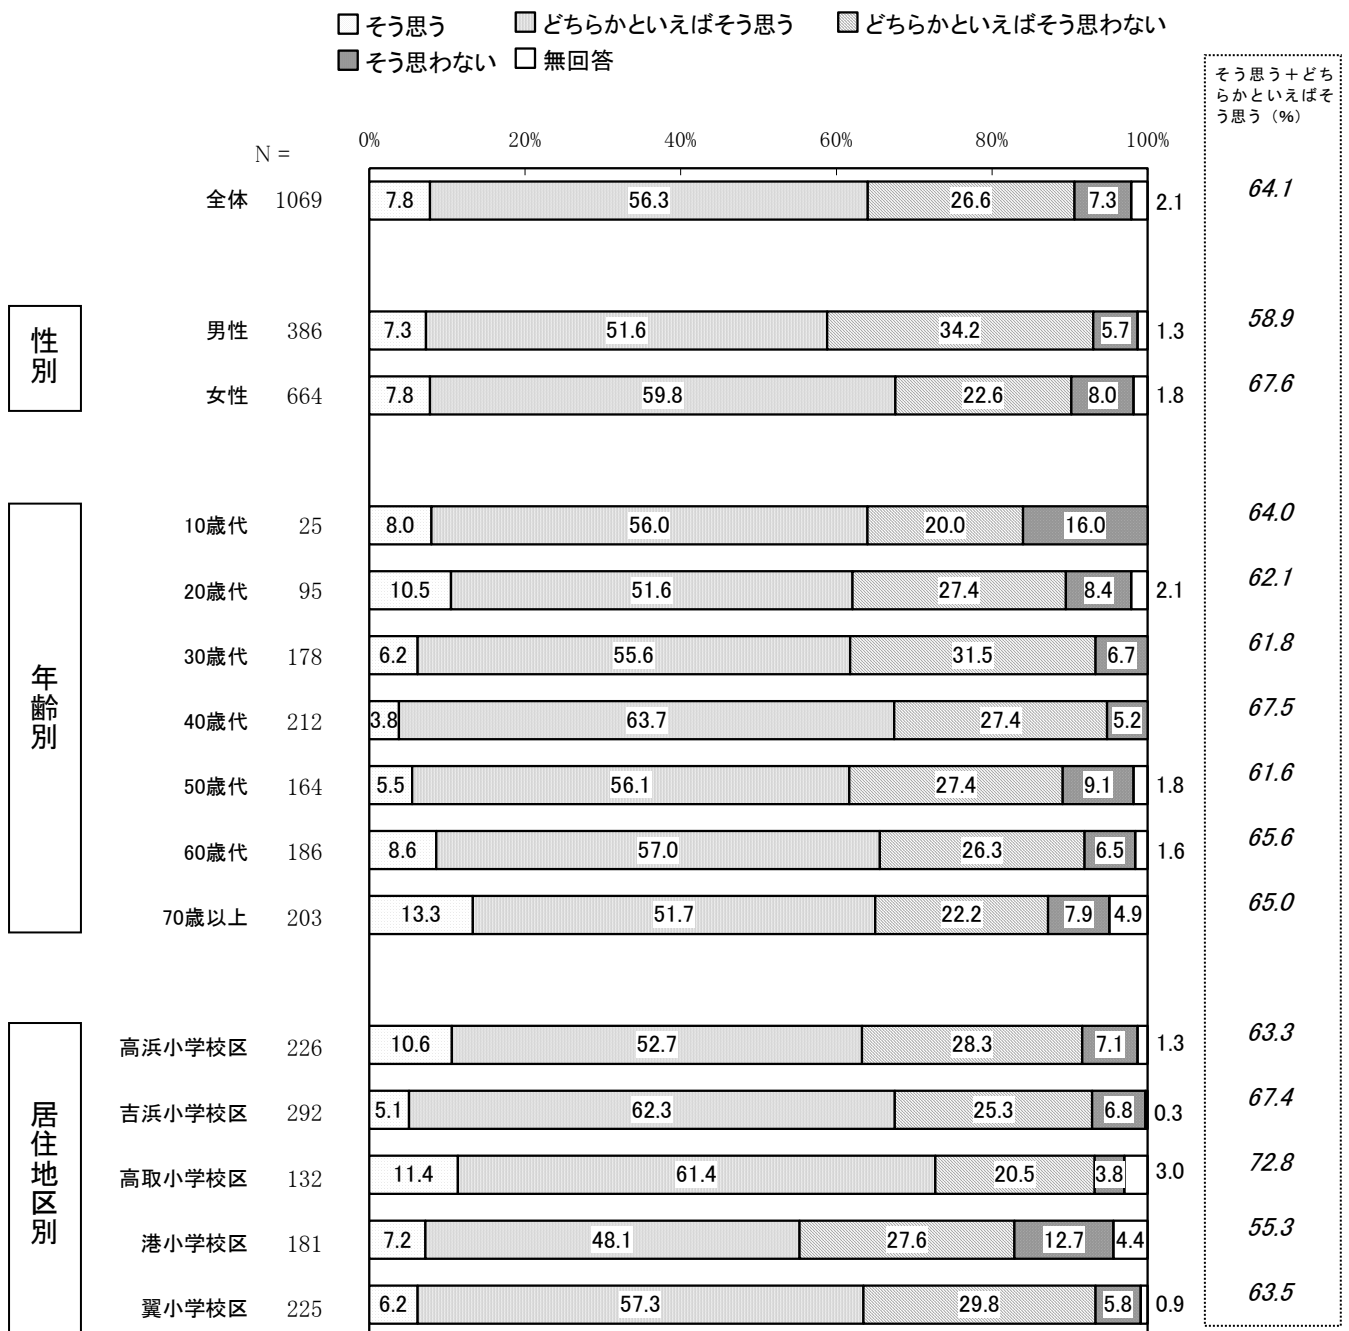 そう思う どちらかといえばそう思う どちらかといえばそう思わない
そう思わない 無回答
そう思う＋どち
らかといえばそ
う思う（%）
0% 20% 40% 60% 80% 100%
N =
全体 1069 7.8 56.3 26.6 7.3 2.1 64.1
性別
男性 386 7.3 51.6 34.2 5.7 1.3 58.9
女性 664 7.8 59.8 22.6 8.0 1.8 67.6
年齢別
10歳代 25 8.0 56.0 20.0 16.0 64.0
20歳代 95 10.5 51.6 27.4 8.4 2.1 62.1
30歳代 178 6.2 55.6 31.5 6.7 61.8
40歳代 212 3.8 63.7 27.4 5.2 67.5
50歳代 164 5.5 56.1 27.4 9.1 1.8 61.6
60歳代 186 8.6 57.0 26.3 6.5 1.6 65.6
70歳以上 203 13.3 51.7 22.2 7.9 4.9 65.0
居住地区別
高浜小学校区 226 10.6 52.7 28.3 7.1 1.3 63.3
吉浜小学校区 292 5.1 62.3 25.3 6.8 0.3 67.4
高取小学校区 132 11.4 61.4 20.5 3.8 3.0 72.8
港小学校区 181 7.2 48.1 27.6 12.7 4.4 55.3
翼小学校区 225 6.2 57.3 29.8 5.8 0.9 63.5